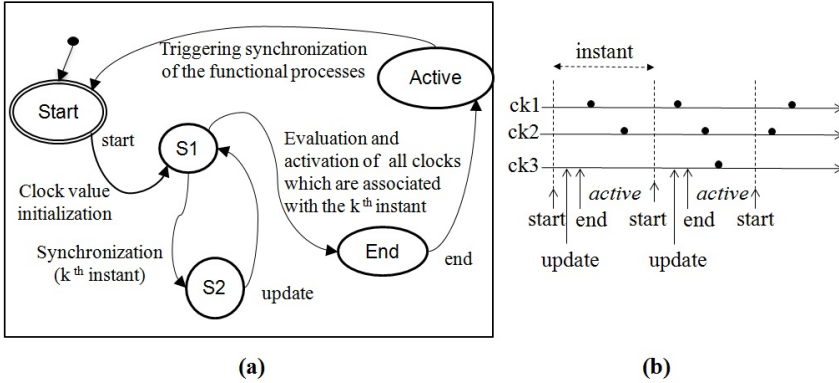 Triggering synchronization
of the functional processes
Active
Start
start
S1
Clock value
initialization
Evaluation and
activation of all clocks
which are associated
with the k th instant
Synchronization
(k th instant)
End
end
S2
update
(a)
instant
ck1
ck2
ck3
active
active
start
end
start
end
start
update
update
(b)